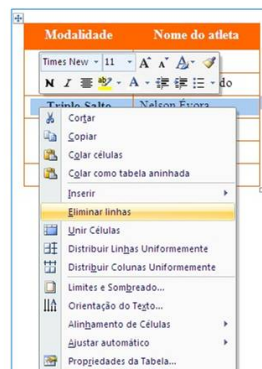 Modalidade Nome do atleta
Times New 11 A A A
N I A do
Triplo Salto Nelson Évora
Cortar
Copiar
Colar células
Colar como tabela aninhada
Inserir
Eliminar linhas
Unir Células
Distribuir Linhas Uniformemente
Distribuir Colunas Uniformemente
Limites e Sombreado...
Orientação do Texto...
Alinhamento de Células
Ajustar automático
Propriedades da Tabela...